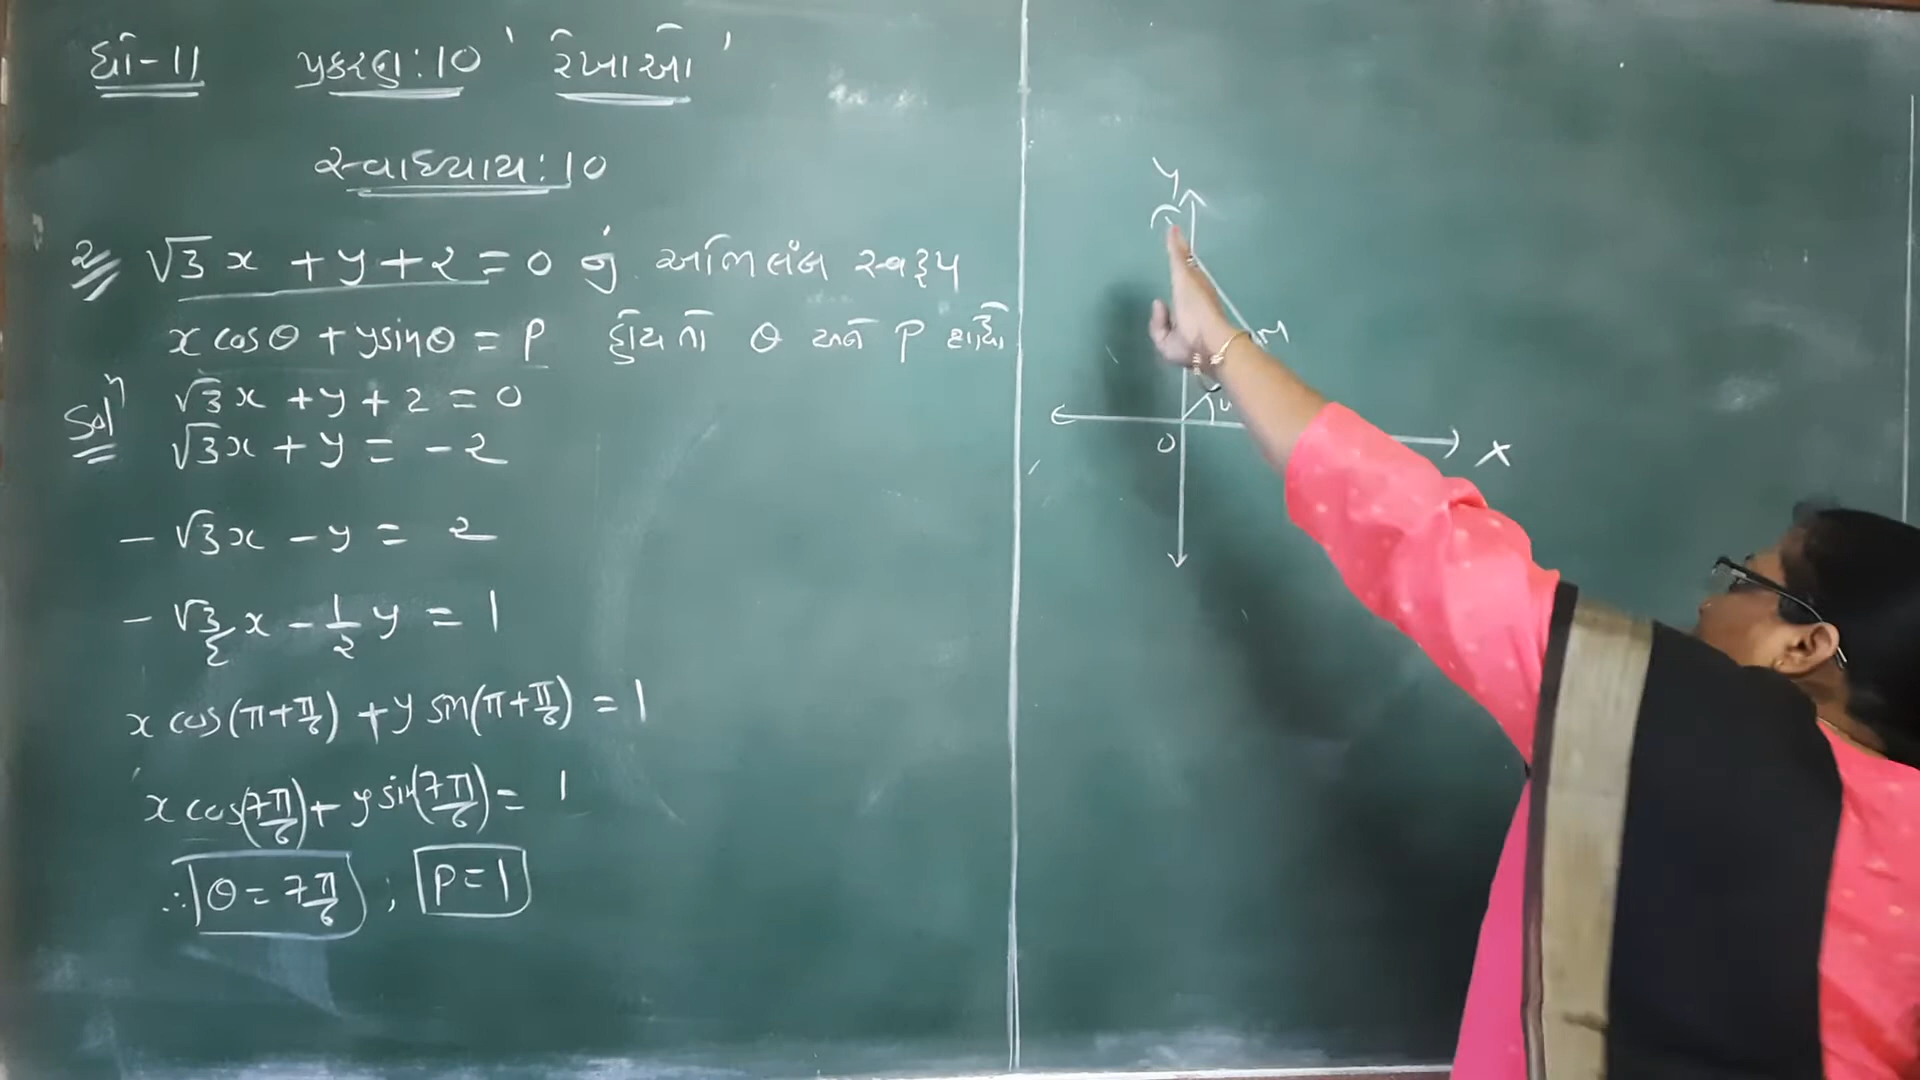 ધો-11 પ્રકરણ:10 ' રેખાઓ '
સ્વાધ્યાય:10
2 √3x + y + 2 = 0 નું અભિલંબ સ્વરૂપ
x cosθ + y sinθ = P હોય તો θ અને P શોધો
Solⁿ √3x + y + 2 = 0
√3x + y = -2
- √3x - y = 2
- √3/2 x - 1/2 y = 1
x cos(π+π/6) + y sin(π+π/6) = 1
x cos(7π/6) + y sin(7π/6) = 1
∴ θ = 7π/6 ; P = 1
Y
M
O
X